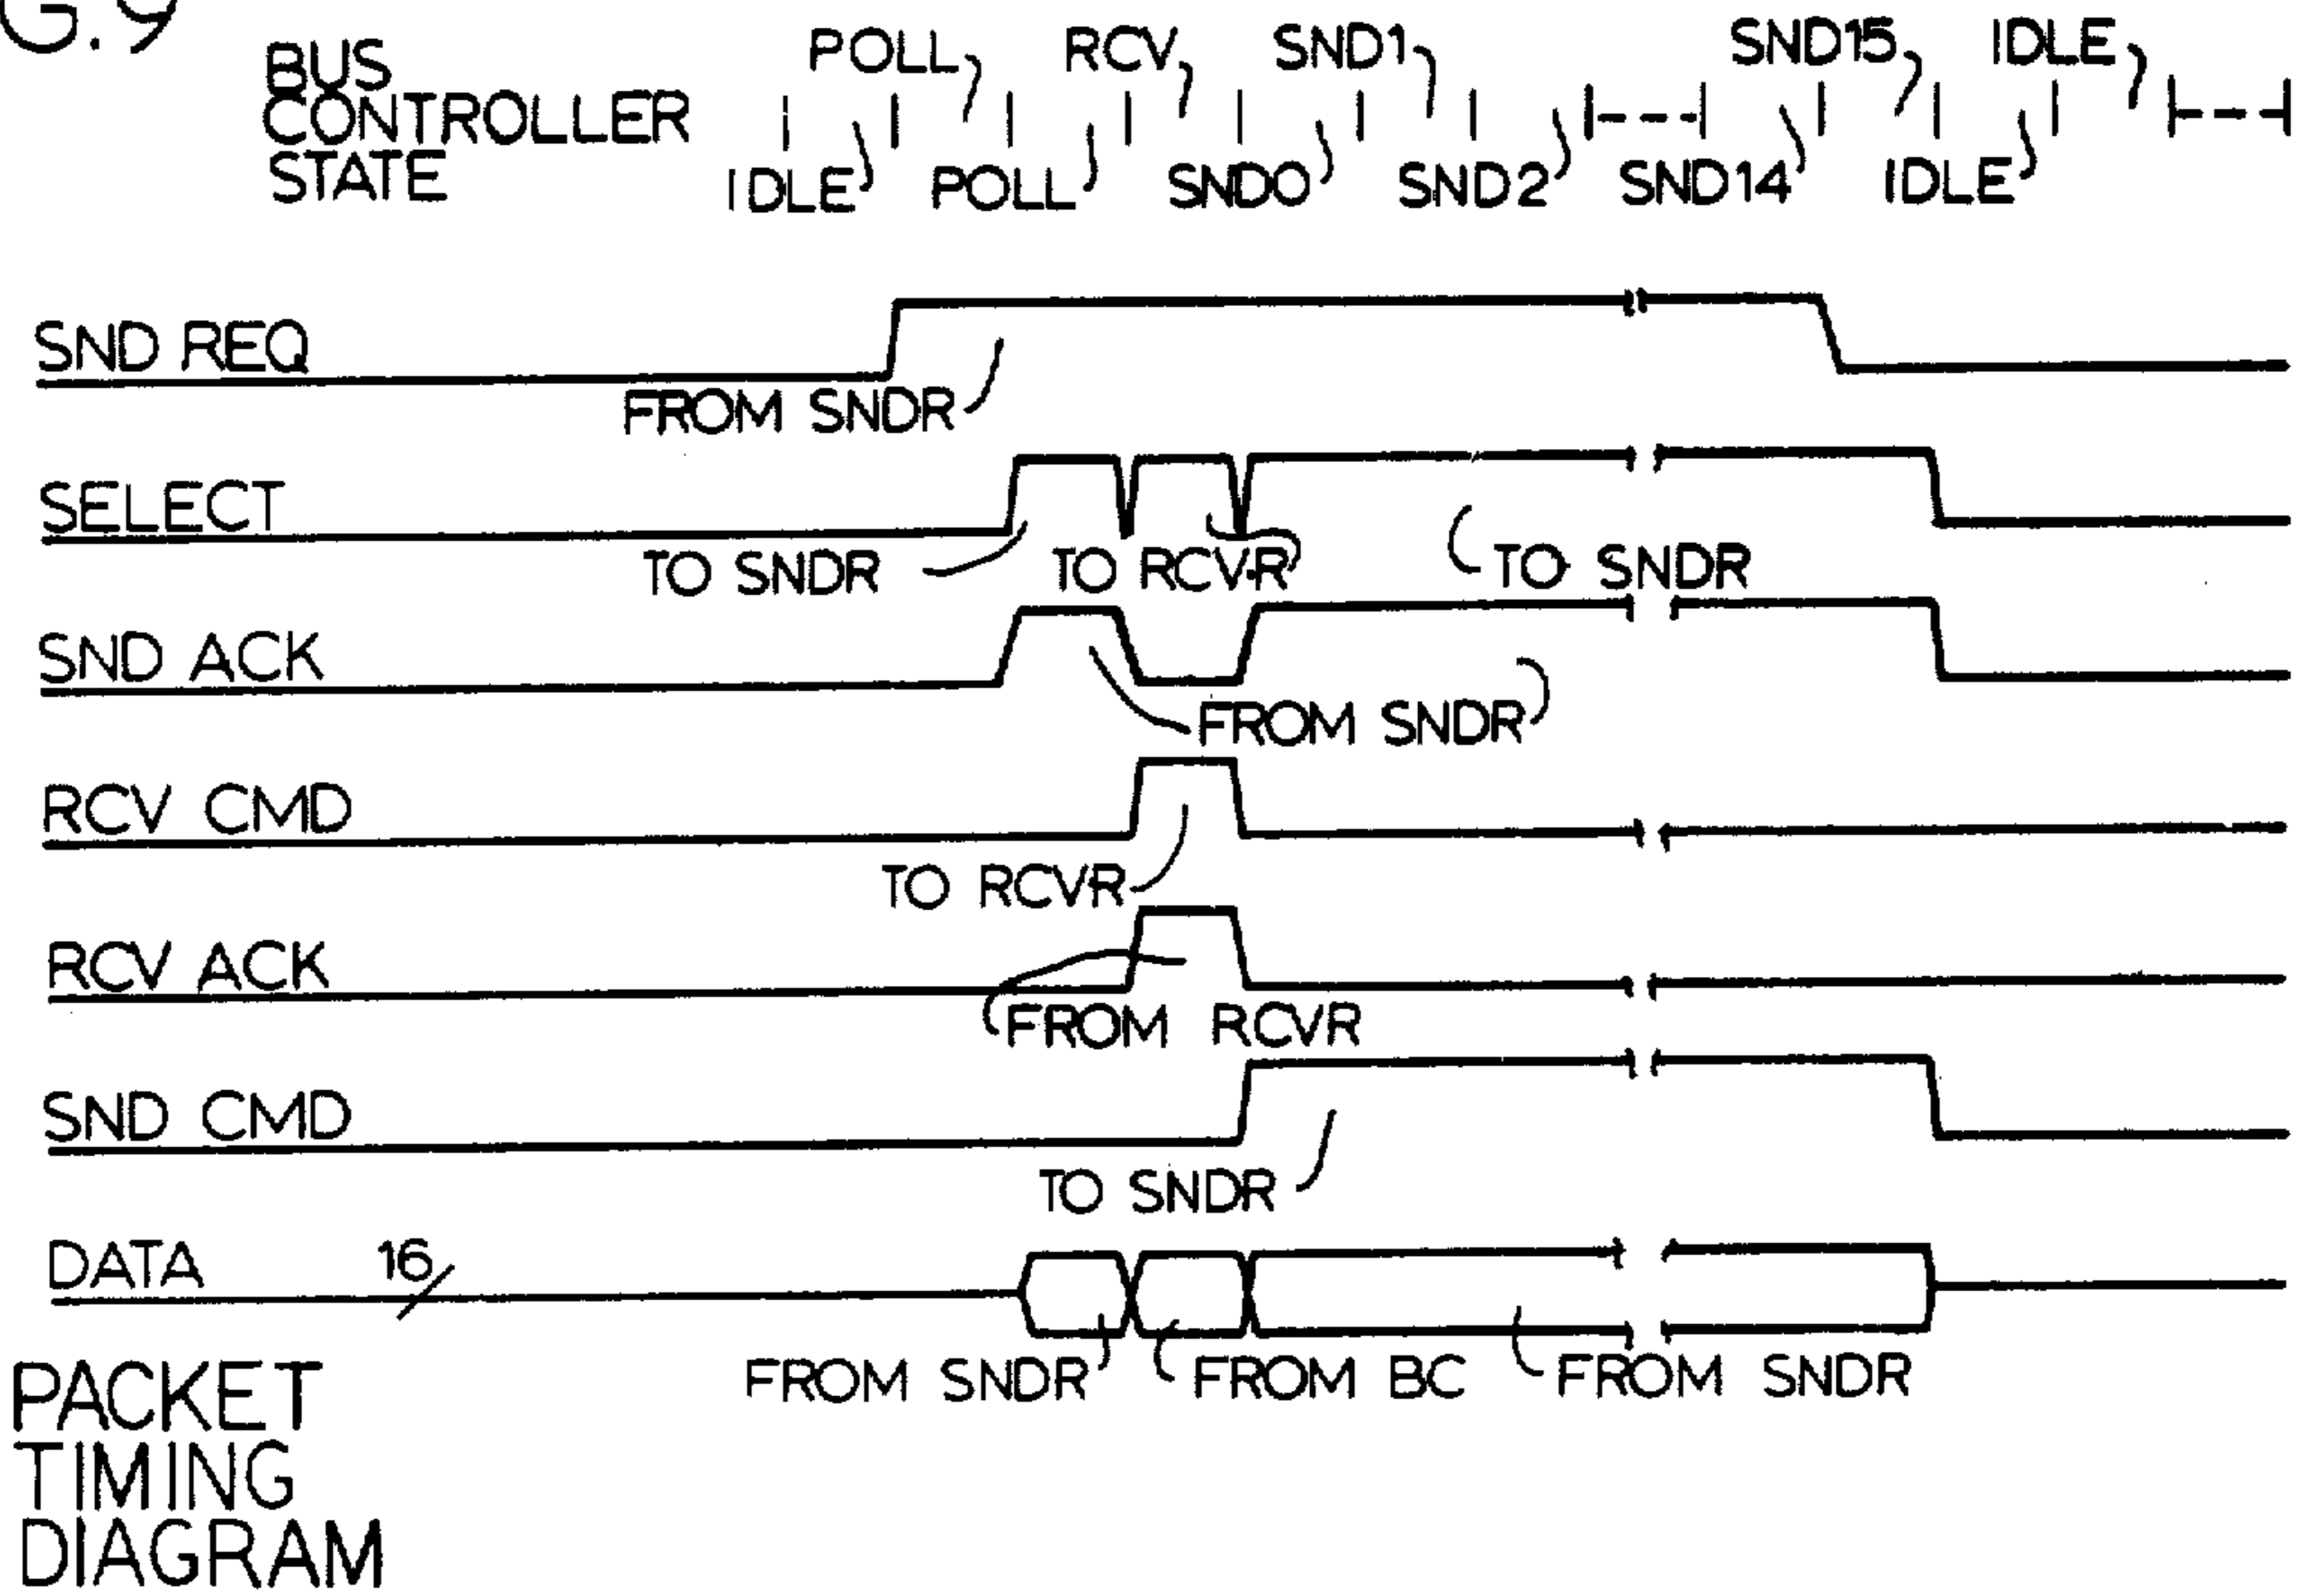 G. 9
BUS
CONTROLLER
STATE
POLL RCV SND1 SND15 IDLE
IDLE POLL SND0 SND2 SND14 IDLE
SND REQ
FROM SNDR
SELECT
TO SNDR TO RCVR TO SNDR
SND ACK
FROM SNDR
RCV CMD
TO RCVR
RCV ACK
FROM RCVR
SND CMD
TO SNDR
DATA 16
FROM SNDR FROM BC FROM SNDR
PACKET
TIMING
DIAGRAM